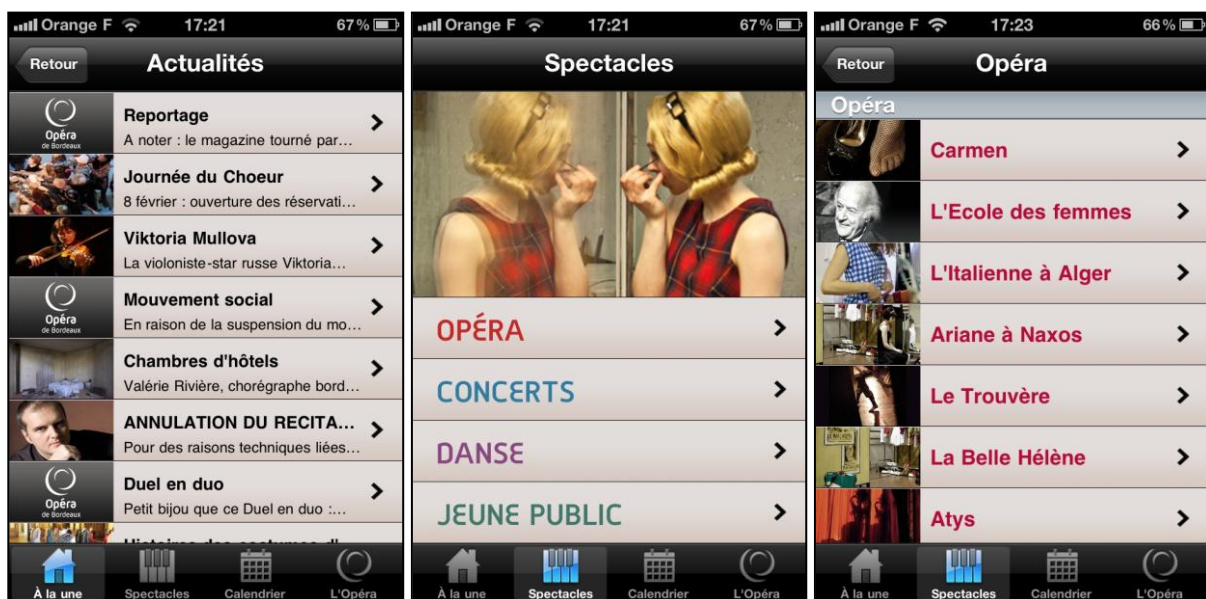 Orange F 17:21 67%
Retour Actualités
Opéra
de Bordeaux
Reportage
A noter : le magazine tourné par…
Journée du Choeur
8 février : ouverture des réservati…
Viktoria Mullova
La violoniste-star russe Viktoria…
Opéra
de Bordeaux
Mouvement social
En raison de la suspension du mo…
Chambres d'hôtels
Valérie Rivière, chorégraphe bord…
ANNULATION DU RECITA…
Pour des raisons techniques liées…
Opéra
de Bordeaux
Duel en duo
Petit bijou que ce Duel en duo :…
Histoires des costumes d'
À la une Spectacles Calendrier L'Opéra
Orange F 17:21 67%
Spectacles
OPÉRA
CONCERTS
DANSE
JEUNE PUBLIC
À la une Spectacles Calendrier L'Opéra
Orange F 17:23 66%
Retour Opéra
Opéra
Carmen
L'Ecole des femmes
L'Italienne à Alger
Ariane à Naxos
Le Trouvère
La Belle Hélène
Atys
À la une Spectacles Calendrier L'Opéra